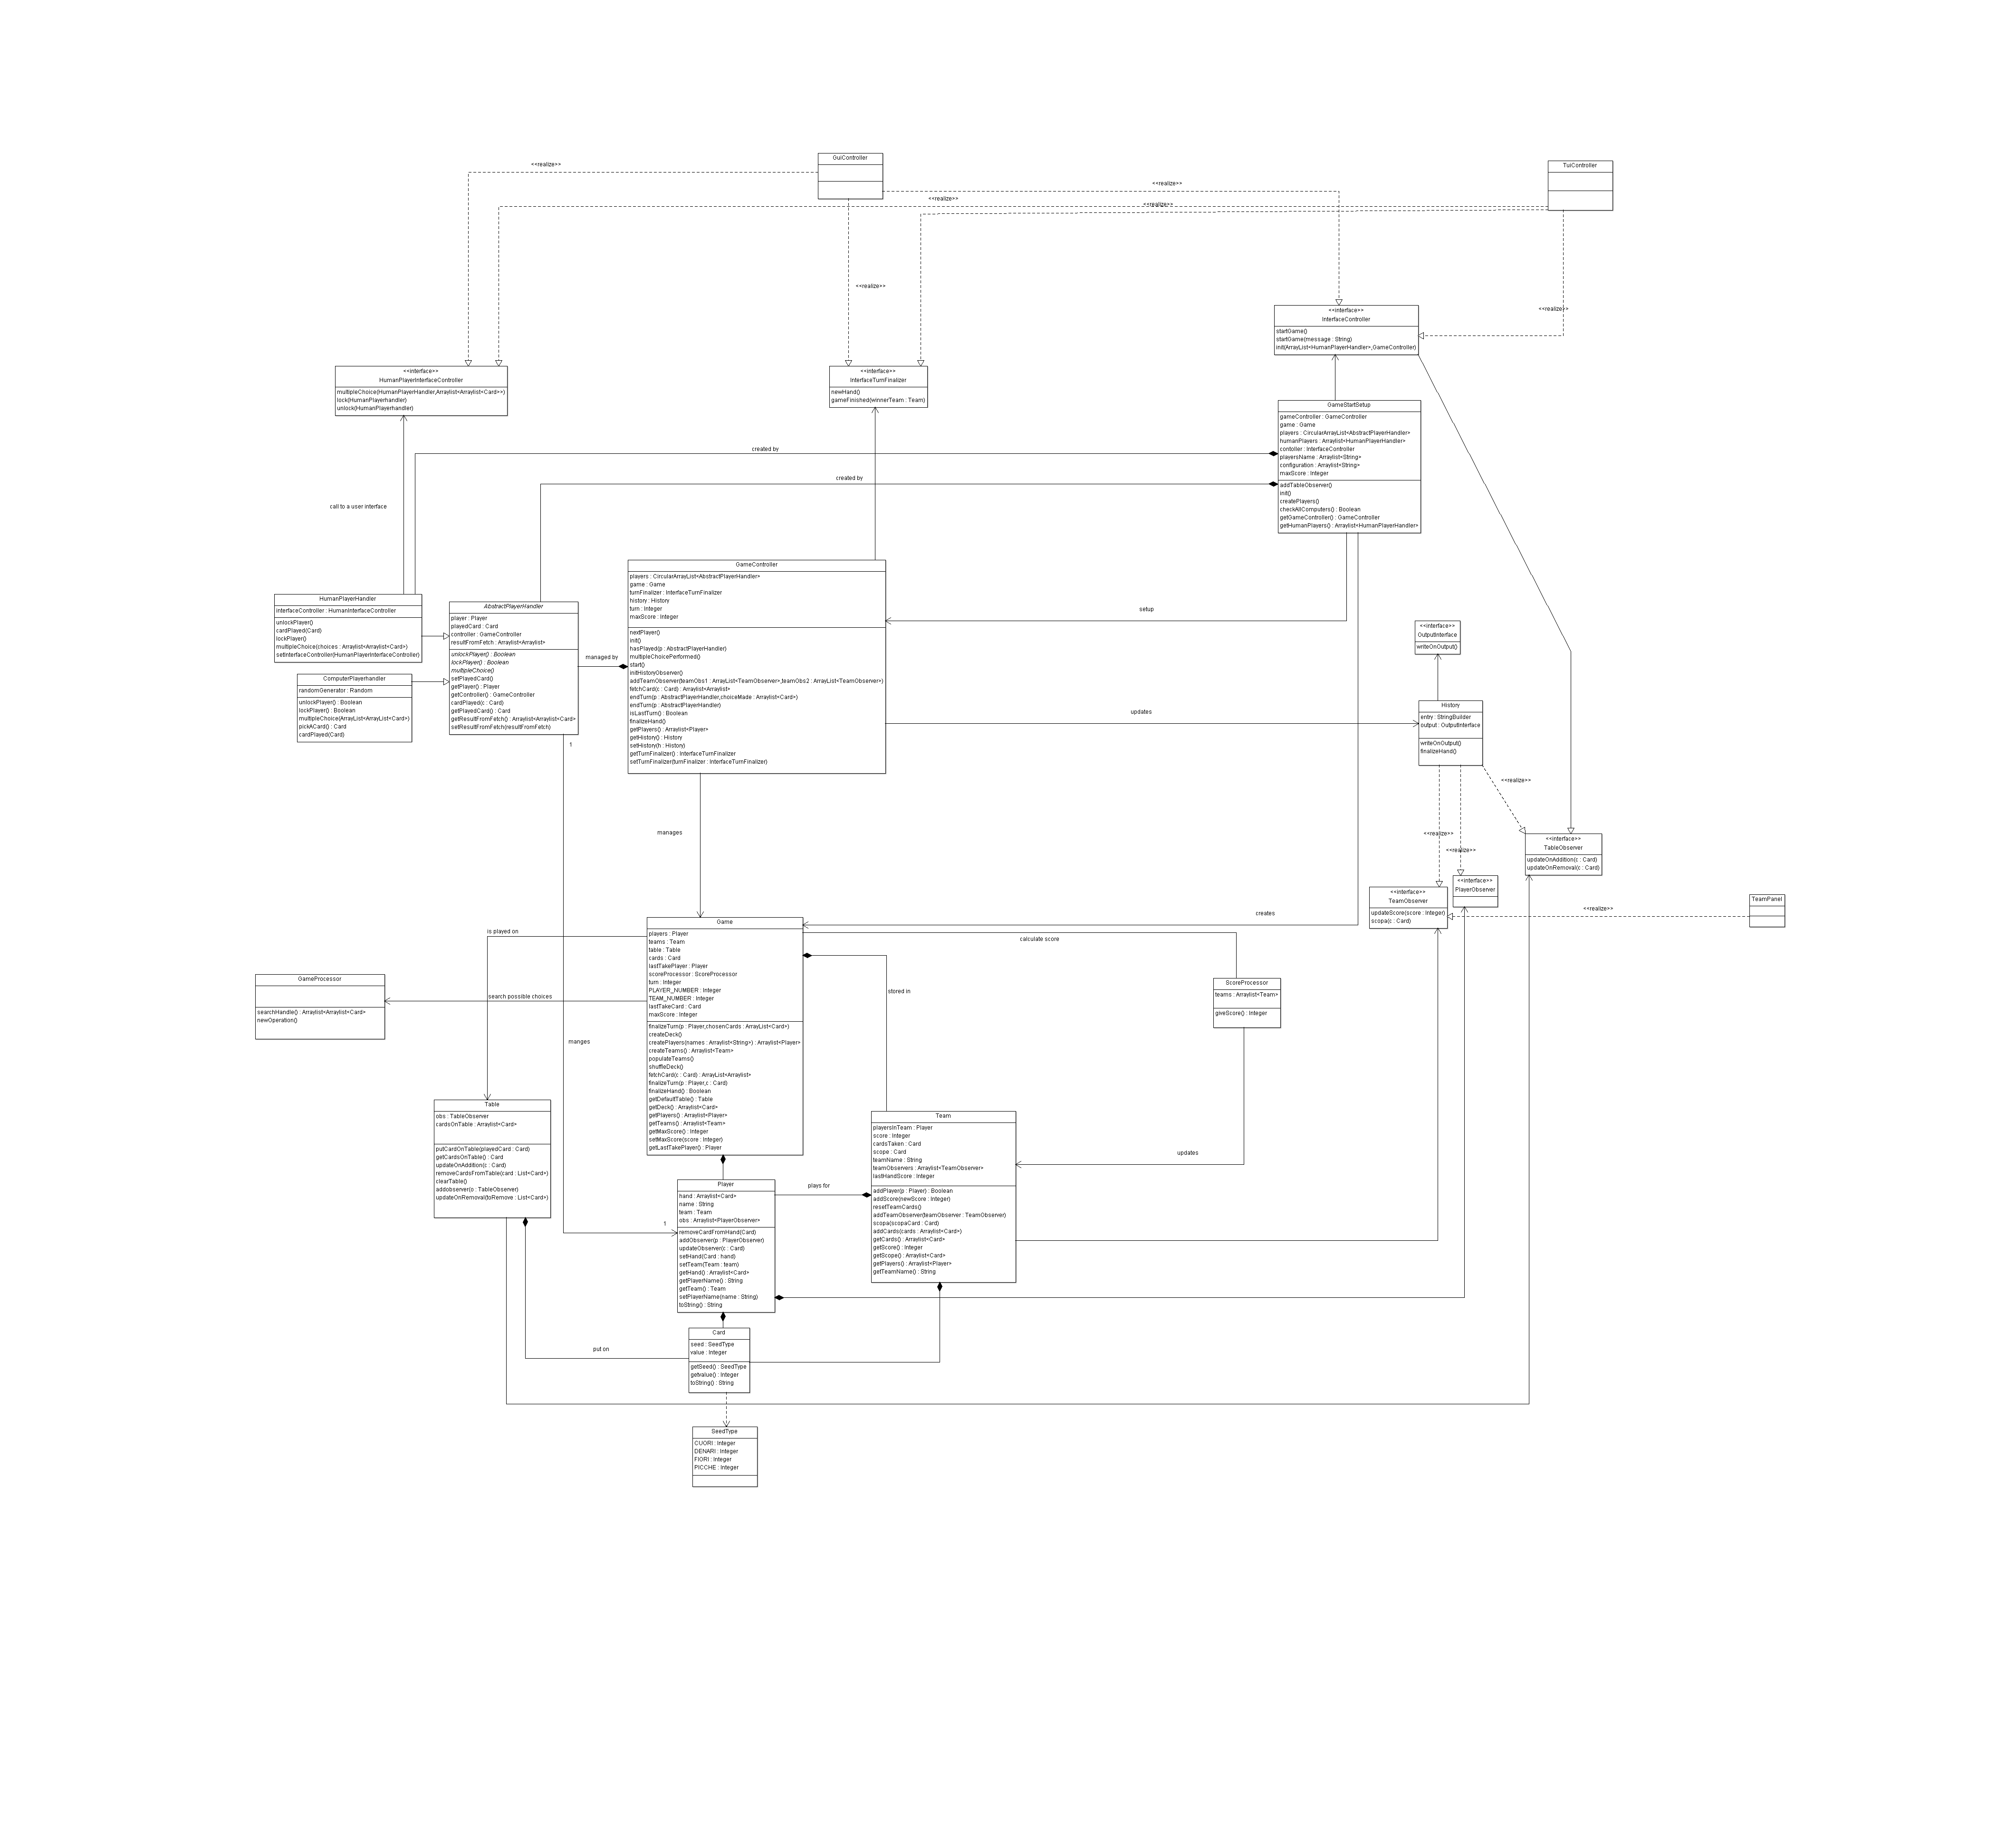 GuiController
TuiController
<<realize>>
<<realize>>
<<realize>>
<<realize>>
<<realize>>
<<realize>>
<<interface>>
InterfaceController
startGame()
startGame(message : String)
init(ArrayList<HumanPlayerHandler>,GameController)
<<interface>>
HumanPlayerInterfaceController
multipleChoice(HumanPlayerHandler,Arraylist<Arraylist<Card>>)
lock(HumanPlayerhandler)
unlock(HumanPlayerhandler)
<<interface>>
InterfaceTurnFinalizer
newHand()
gameFinished(winnerTeam : Team)
GameStartSetup
gameController : GameController
game : Game
players : CircularArrayList<AbstractPlayerHandler>
humanPlayers : Arraylist<HumanPlayerHandler>
contoller : InterfaceController
playersName : Arraylist<String>
configuration : Arraylist<String>
maxScore : Integer
addTableObserver()
init()
createPlayers()
checkAllComputers() : Boolean
getGameController() : GameController
getHumanPlayers() : Arraylist<HumanPlayerHandler>
created by
created by
call to a user interface
HumanPlayerHandler
interfaceController : HumanInterfaceController
unlockPlayer()
cardPlayed(Card)
lockPlayer()
multipleChoice(choices : Arraylist<Arraylist<Card>)
setInterfaceController(HumanPlayerInterfaceController)
ComputerPlayerhandler
randomGenerator : Random
unlockPlayer() : Boolean
lockPlayer() : Boolean
multipleChoice(ArrayList<ArrayList<Card>)
pickACard() : Card
cardPlayed(Card)
AbstractPlayerHandler
player : Player
playedCard : Card
controller : GameController
resultFromFetch : Arraylist<Arraylist>
unlockPlayer() : Boolean
lockPlayer() : Boolean
multipleChoice()
setPlayedCard()
getPlayer() : Player
getController() : GameController
cardPlayed(c : Card)
getPlayedCard() : Card
getResultFromFetch() : Arraylist<Arraylist<Card>
setResultFromFetch(resultFromFetch)
managed by
GameController
players : CircularArrayList<AbstractPlayerHandler>
game : Game
turnFinalizer : InterfaceTurnFinalizer
history : History
turn : Integer
maxScore : Integer
nextPlayer()
init()
hasPlayed(p : AbstractPlayerHandler)
multipleChoicePerformed()
start()
initHistoryObserver()
addTeamObserver(teamObs1 : ArrayList<TeamObserver>,teamObs2 : ArrayList<TeamObserver>)
fetchCard(c : Card) : Arraylist<Arraylist>
endTurn(p : AbstractPlayerHandler,choiceMade : Arraylist<Card>)
endTurn(p : AbstractPlayerHandler)
isLastTurn() : Boolean
finalizeHand()
getPlayers() : Arraylist<Player>
getHistory() : History
setHistory(h : History)
getTurnFinalizer() : InterfaceTurnFinalizer
setTurnFinalizer(turnFinalizer : InterfaceTurnFinalizer)
setup
<<interface>>
OutputInterface
writeOnOutput()
updates
History
entry : StringBuilder
output : OutputInterface
writeOnOutput()
finalizeHand()
1
<<realize>>
<<realize>>
<<realize>>
<<interface>>
TableObserver
updateOnAddition(c : Card)
updateOnRemoval(c : Card)
<<interface>>
PlayerObserver
<<interface>>
TeamObserver
updateScore(score : Integer)
scopa(c : Card)
<<realize>>
TeamPanel
manages
creates
calculate score
is played on
search possible choices
stored in
manges
Game
players : Player
teams : Team
table : Table
cards : Card
lastTakePlayer : Player
scoreProcessor : ScoreProcessor
turn : Integer
PLAYER_NUMBER : Integer
TEAM_NUMBER : Integer
lastTakeCard : Card
maxScore : Integer
finalizeTurn(p : Player,chosenCards : ArrayList<Card>)
createDeck()
createPlayers(names : Arraylist<String>) : Arraylist<Player>
createTeams() : Arraylist<Team>
populateTeams()
shuffleDeck()
fetchCard(c : Card) : ArrayList<Arraylist>
finalizeTurn(p : Player,c : Card)
finalizeHand() : Boolean
getDefaultTable() : Table
getDeck() : Arraylist<Card>
getPlayers() : Arraylist<Player>
getTeams() : Arraylist<Team>
getMaxScore() : Integer
setMaxScore(score : Integer)
getLastTakePlayer() : Player
GameProcessor
searchHandle() : Arraylist<Arraylist<Card>
newOperation()
ScoreProcessor
teams : Arraylist<Team>
giveScore() : Integer
updates
Table
obs : TableObserver
cardsOnTable : Arraylist<Card>
putCardOnTable(playedCard : Card)
getCardsOnTable() : Card
updateOnAddition(c : Card)
removeCardsFromTable(card : List<Card>)
clearTable()
addobserver(o : TableObserver)
updateOnRemoval(toRemove : List<Card>)
Team
playersInTeam : Player
score : Integer
cardsTaken : Card
scope : Card
teamName : String
teamObservers : Arraylist<TeamObserver>
lastHandScore : Integer
addPlayer(p : Player) : Boolean
addScore(newScore : Integer)
resetTeamCards()
addTeamObserver(teamObserver : TeamObserver)
scopa(scopaCard : Card)
addCards(cards : Arraylist<Card>)
getCards() : Arraylist<Card>
getScore() : Integer
getScope() : Arraylist<Card>
getPlayers() : Arraylist<Player>
getTeamName() : String
plays for
1
Player
hand : Arraylist<Card>
name : String
team : Team
obs : Arraylist<PlayerObserver>
removeCardFromHand(Card)
addObserver(p : PlayerObserver)
updateObserver(c : Card)
setHand(Card : hand)
setTeam(Team : team)
getHand() : Arraylist<Card>
getPlayerName() : String
getTeam() : Team
setPlayerName(name : String)
toString() : String
put on
Card
seed : SeedType
value : Integer
getSeed() : SeedType
getvalue() : Integer
toString() : String
SeedType
CUORI : Integer
DENARI : Integer
FIORI : Integer
PICCHE : Integer